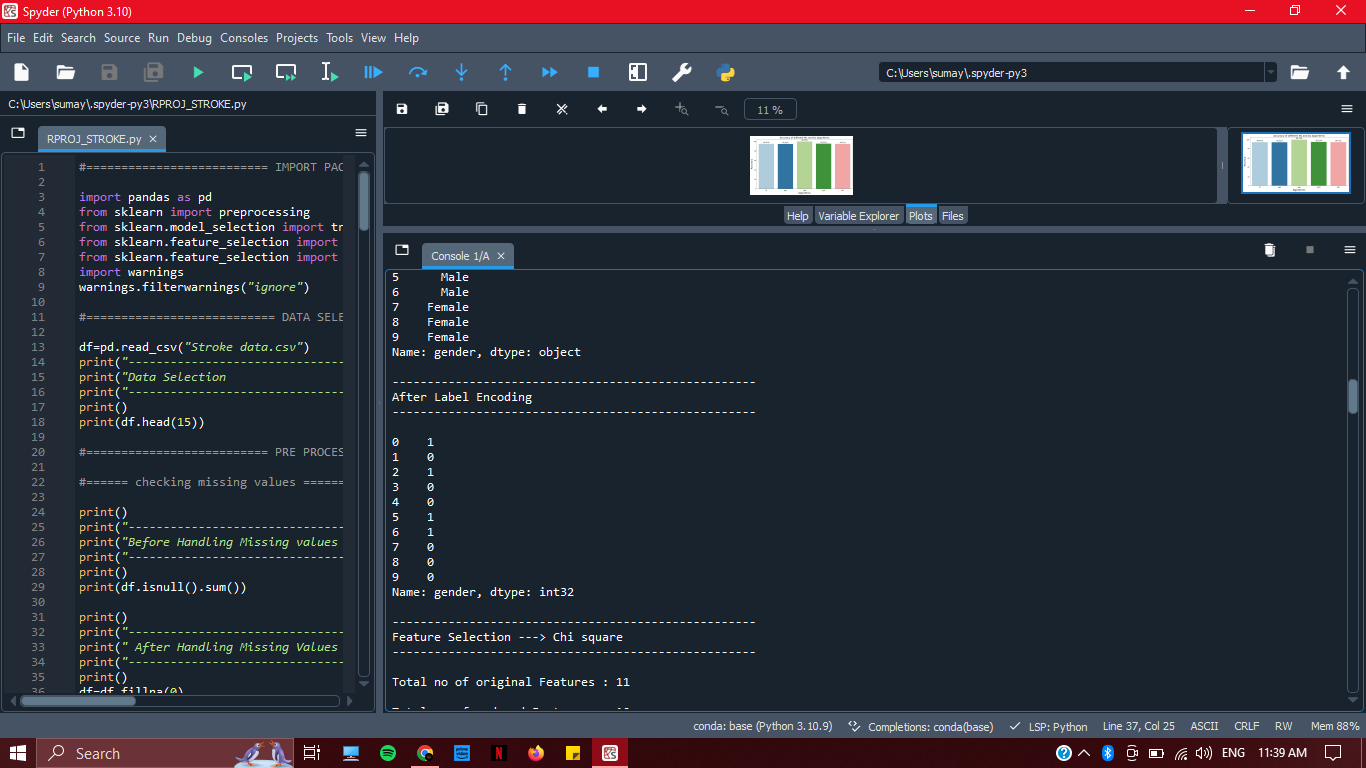 Spyder (Python 3.10)
File Edit Search Source Run Debug Consoles Projects Tools View Help
C:\Users\sumay\.spyder-py3
C:\Users\sumay\.spyder-py3\RPROJ_STROKE.py
11 %
RPROJ_STROKE.py
1 #========================== IMPORT PAC
2
3 import pandas as pd
4 from sklearn import preprocessing
5 from sklearn.model_selection import tr
6 from sklearn.feature_selection import
7 from sklearn.feature_selection import
8 import warnings
9 warnings.filterwarnings("ignore")
10
11 #=========================== DATA SELE
12
13 df=pd.read_csv("Stroke data.csv")
14 print("-------------------------------
15 print("Data Selection
16 print("-------------------------------
17 print()
18 print(df.head(15))
19
20 #========================== PRE PROCES
21
22 #====== checking missing values ======
23
24 print()
25 print("-------------------------------
26 print("Before Handling Missing values
27 print("-------------------------------
28 print()
29 print(df.isnull().sum())
30
31 print()
32 print("-------------------------------
33 print(" After Handling Missing Values
34 print("-------------------------------
35 print()
36 df=df.fillna(0)
Help Variable Explorer Plots Files
Console 1/A
5 Male
6 Male
7 Female
8 Female
9 Female
Name: gender, dtype: object
----------------------------------------------------
After Label Encoding
----------------------------------------------------
0 1
1 0
2 1
3 0
4 0
5 1
6 1
7 0
8 0
9 0
Name: gender, dtype: int32
----------------------------------------------------
Feature Selection ---> Chi square
----------------------------------------------------
Total no of original Features : 11
conda: base (Python 3.10.9) Completions: conda(base) LSP: Python Line 37, Col 25 ASCII CRLF RW Mem 88%
Search
ENG 11:39 AM